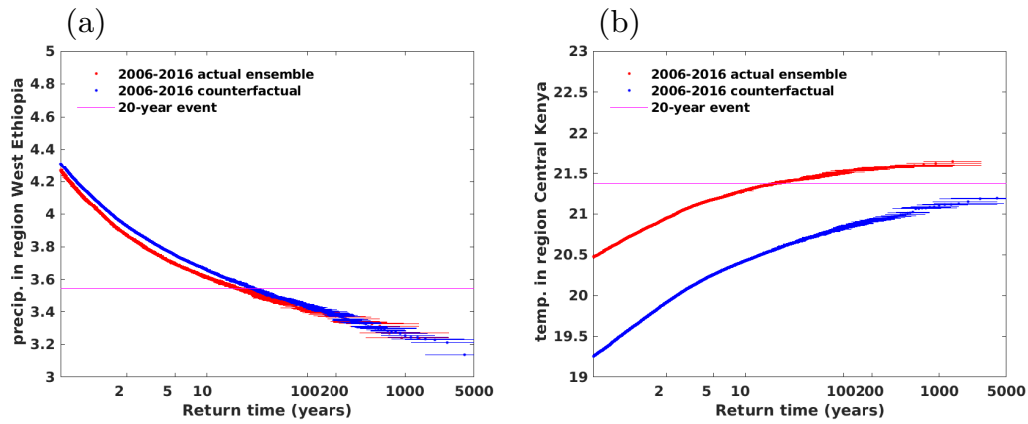 (a)
5
4.8
4.6
4.4
4.2
4
3.8
3.6
3.4
3.2
3
precip. in region West Ethiopia
2006-2016 actual ensemble
2006-2016 counterfactual
20-year event
2 5 10 100 200 1000 5000
Return time (years)
(b)
23
22.5
22
21.5
21
20.5
20
19.5
19
temp. in region Central Kenya
2006-2016 actual ensemble
2006-2016 counterfactual
20-year event
2 5 10 100 200 1000 5000
Return time (years)